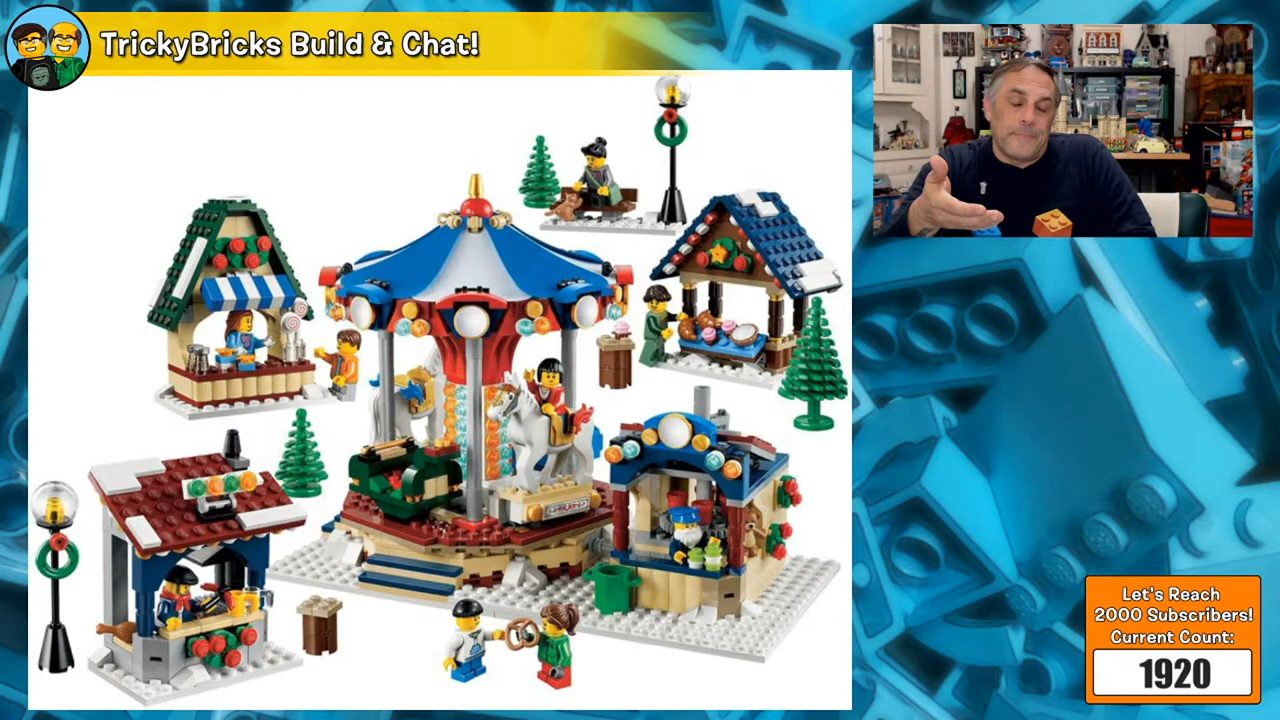 TrickyBricks Build & Chat!
Let's Reach
2000 Subscribers!
Current Count:
1920